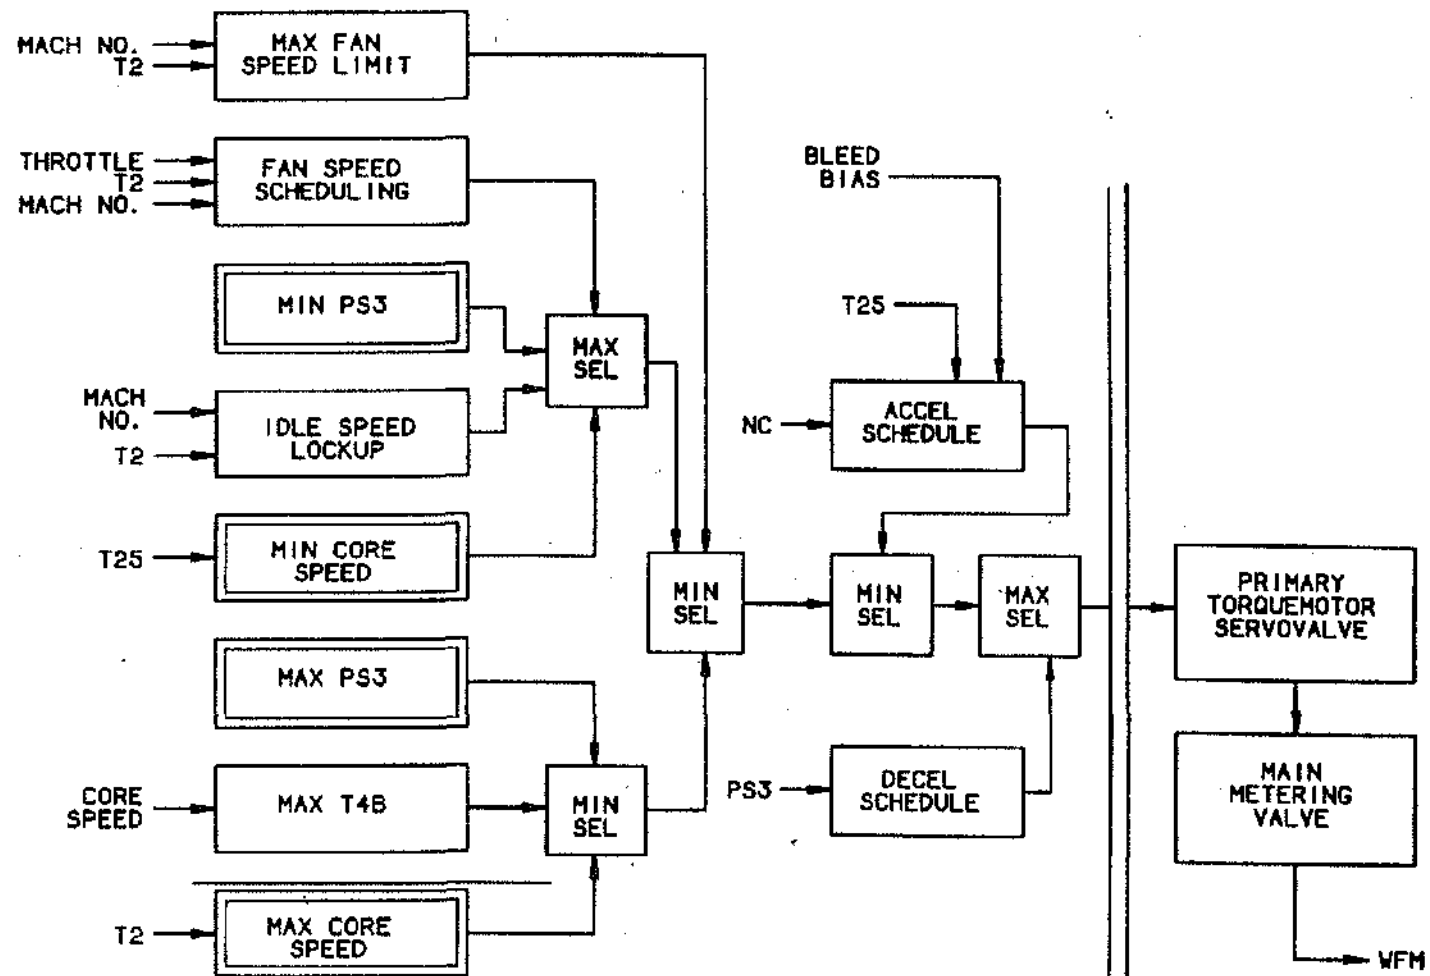 MACH NO.
T2
MAX FAN
SPEED LIMIT
THROTTLE
T2
MACH NO.
FAN SPEED
SCHEDULING
BLEED
BIAS
MIN PS3
T25
MAX
SEL
MACH
NO.
T2
IDLE SPEED
LOCKUP
NC
ACCEL
SCHEDULE
T25
MIN CORE
SPEED
MIN
SEL
MIN
SEL
MAX
SEL
PRIMARY
TORQUEMOTOR
SERVOVALVE
MAX PS3
CORE
SPEED
MAX T4B
MIN
SEL
PS3
DECEL
SCHEDULE
MAIN
METERING
VALVE
T2
MAX CORE
SPEED
WFM